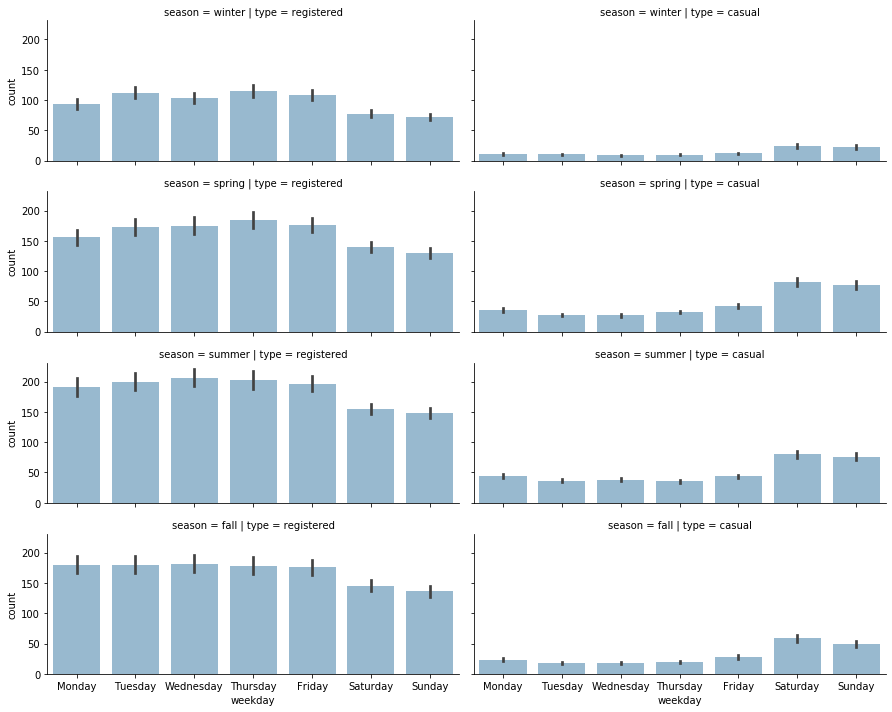 season = winter | type = registered
season = winter | type = casual
200
150
100
50
0
count
season = spring | type = registered
season = spring | type = casual
200
150
100
50
0
count
season = summer | type = registered
season = summer | type = casual
200
150
100
50
0
count
season = fall | type = registered
season = fall | type = casual
200
150
100
50
0
count
Monday Tuesday Wednesday Thursday Friday Saturday Sunday
weekday
Monday Tuesday Wednesday Thursday Friday Saturday Sunday
weekday